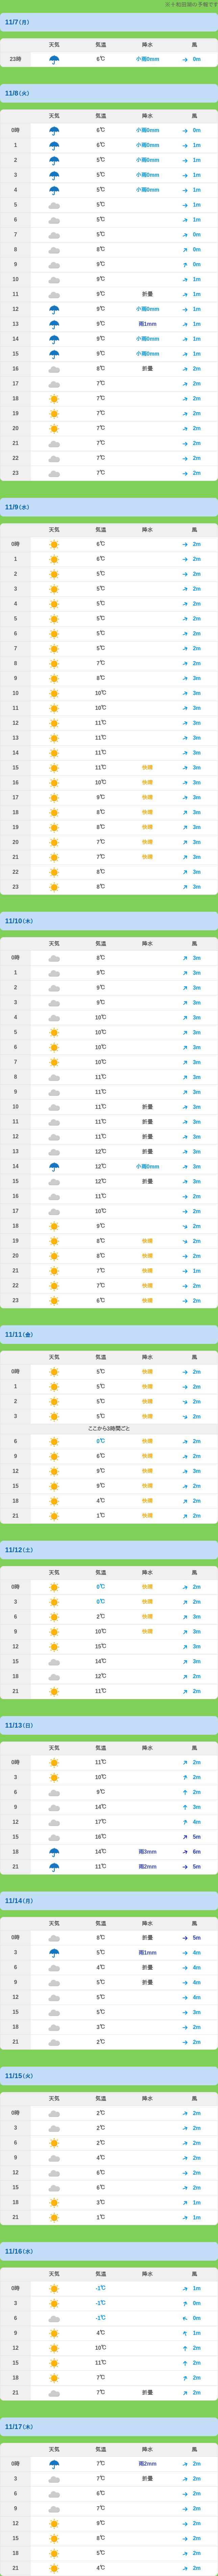 11/7(月)
天気 気温 降水 風
23時 6℃ 小雨0mm 0m
11/8(火)
天気 気温 降水 風
0時 6℃ 小雨0mm 0m
1 6℃ 小雨0mm 1m
2 5℃ 小雨0mm 1m
3 5℃ 小雨0mm 1m
4 5℃ 小雨0mm 1m
5 5℃ 1m
6 5℃ 1m
7 5℃ 0m
8 8℃ 0m
9 9℃ 0m
10 9℃ 1m
11 9℃ 折畳 1m
12 9℃ 小雨0mm 1m
13 9℃ 雨1mm 1m
14 9℃ 小雨0mm 1m
15 9℃ 小雨0mm 1m
16 8℃ 折畳 2m
17 7℃ 2m
18 7℃ 2m
19 7℃ 2m
20 7℃ 2m
21 7℃ 2m
22 7℃ 2m
23 7℃ 2m
11/9(水)
天気 気温 降水 風
0時 6℃ 2m
1 6℃ 2m
2 5℃ 2m
3 5℃ 2m
4 5℃ 2m
5 5℃ 2m
6 5℃ 2m
7 5℃ 2m
8 7℃ 2m
9 8℃ 3m
10 10℃ 3m
11 10℃ 3m
12 11℃ 3m
13 11℃ 3m
14 11℃ 3m
15 11℃ 快晴 3m
16 10℃ 快晴 3m
17 9℃ 快晴 3m
18 8℃ 快晴 3m
19 8℃ 快晴 3m
20 7℃ 快晴 3m
21 7℃ 快晴 3m
22 8℃ 3m
23 8℃ 3m
11/10(木)
天気 気温 降水 風
0時 8℃ 3m
1 9℃ 3m
2 9℃ 3m
3 9℃ 3m
4 10℃ 3m
5 10℃ 3m
6 10℃ 3m
7 10℃ 3m
8 11℃ 3m
9 11℃ 3m
10 11℃ 折畳 3m
11 11℃ 折畳 3m
12 11℃ 折畳 3m
13 12℃ 折畳 3m
14 12℃ 小雨0mm 3m
15 12℃ 折畳 3m
16 11℃ 2m
17 10℃ 2m
18 9℃ 2m
19 8℃ 快晴 2m
20 8℃ 快晴 2m
21 7℃ 快晴 1m
22 7℃ 快晴 2m
23 6℃ 快晴 2m
11/11(金)
天気 気温 降水 風
0時 5℃ 快晴 2m
1 5℃ 快晴 2m
2 5℃ 快晴 2m
3 5℃ 快晴 2m
ここから3時間ごと
6 0℃ 快晴 2m
9 6℃ 快晴 2m
12 9℃ 快晴 3m
15 9℃ 快晴 2m
18 4℃ 快晴 2m
21 1℃ 快晴 2m
11/12(土)
天気 気温 降水 風
0時 0℃ 快晴 2m
3 0℃ 快晴 2m
6 2℃ 快晴 3m
9 10℃ 快晴 3m
12 15℃ 3m
15 14℃ 3m
18 12℃ 2m
21 11℃ 2m
11/13(日)
天気 気温 降水 風
0時 11℃ 2m
3 10℃ 2m
6 9℃ 2m
9 14℃ 3m
12 17℃ 4m
15 16℃ 5m
18 14℃ 雨3mm 6m
21 11℃ 雨2mm 5m
11/14(月)
天気 気温 降水 風
0時 8℃ 折畳 5m
3 5℃ 雨1mm 4m
6 4℃ 折畳 4m
9 5℃ 折畳 4m
12 5℃ 4m
15 5℃ 3m
18 3℃ 2m
21 2℃ 2m
11/15(火)
天気 気温 降水 風
0時 2℃ 2m
3 2℃ 2m
6 2℃ 2m
9 4℃ 2m
12 6℃ 2m
15 6℃ 2m
18 3℃ 1m
21 1℃ 1m
11/16(水)
天気 気温 降水 風
0時 -1℃ 1m
3 -1℃ 0m
6 -1℃ 0m
9 4℃ 1m
12 10℃ 2m
15 11℃ 2m
18 7℃ 2m
21 7℃ 折畳 2m
11/17(木)
天気 気温 降水 風
0時 7℃ 雨2mm 2m
3 7℃ 折畳 2m
6 6℃ 2m
9 7℃ 2m
12 9℃ 2m
15 8℃ 2m
18 5℃ 2m
21 4℃ 2m